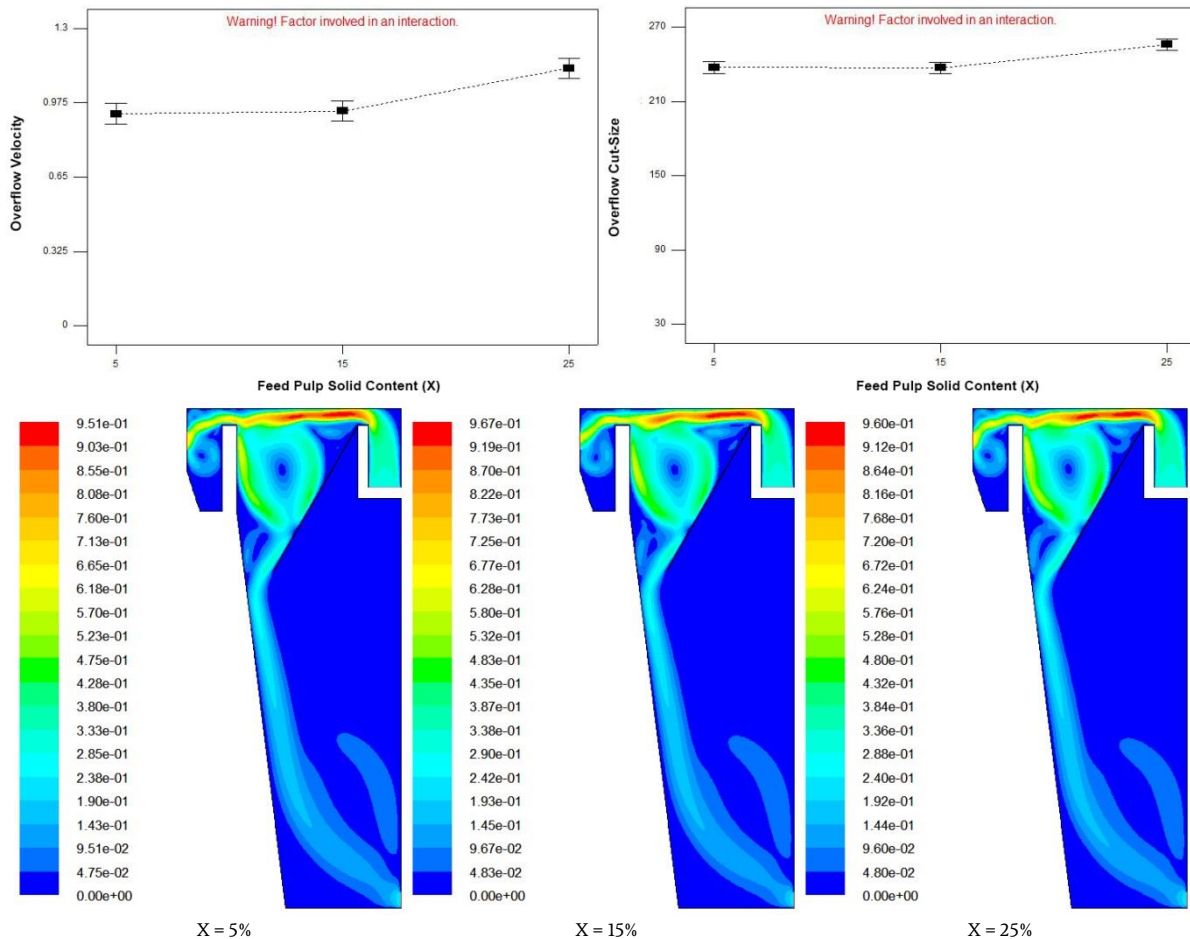 Warning! Factor involved in an interaction.
1.3
0.975
0.65
0.325
0
Overflow Velocity
5
15
25
Feed Pulp Solid Content (X)
Warning! Factor involved in an interaction.
270
210
150
90
30
Overflow Cut-Size
5
15
25
Feed Pulp Solid Content (X)
9.51e-01
9.03e-01
8.55e-01
8.08e-01
7.60e-01
7.13e-01
6.65e-01
6.18e-01
5.70e-01
5.23e-01
4.75e-01
4.28e-01
3.80e-01
3.33e-01
2.85e-01
2.38e-01
1.90e-01
1.43e-01
9.51e-02
4.75e-02
0.00e+00
X = 5%
9.67e-01
9.19e-01
8.70e-01
8.22e-01
7.73e-01
7.25e-01
6.77e-01
6.28e-01
5.80e-01
5.32e-01
4.83e-01
4.35e-01
3.87e-01
3.38e-01
2.90e-01
2.42e-01
1.93e-01
1.45e-01
9.67e-02
4.83e-02
0.00e+00
X = 15%
9.60e-01
9.12e-01
8.64e-01
8.16e-01
7.68e-01
7.20e-01
6.72e-01
6.24e-01
5.76e-01
5.28e-01
4.80e-01
4.32e-01
3.84e-01
3.36e-01
2.88e-01
2.40e-01
1.92e-01
1.44e-01
9.60e-02
4.80e-02
0.00e+00
X = 25%